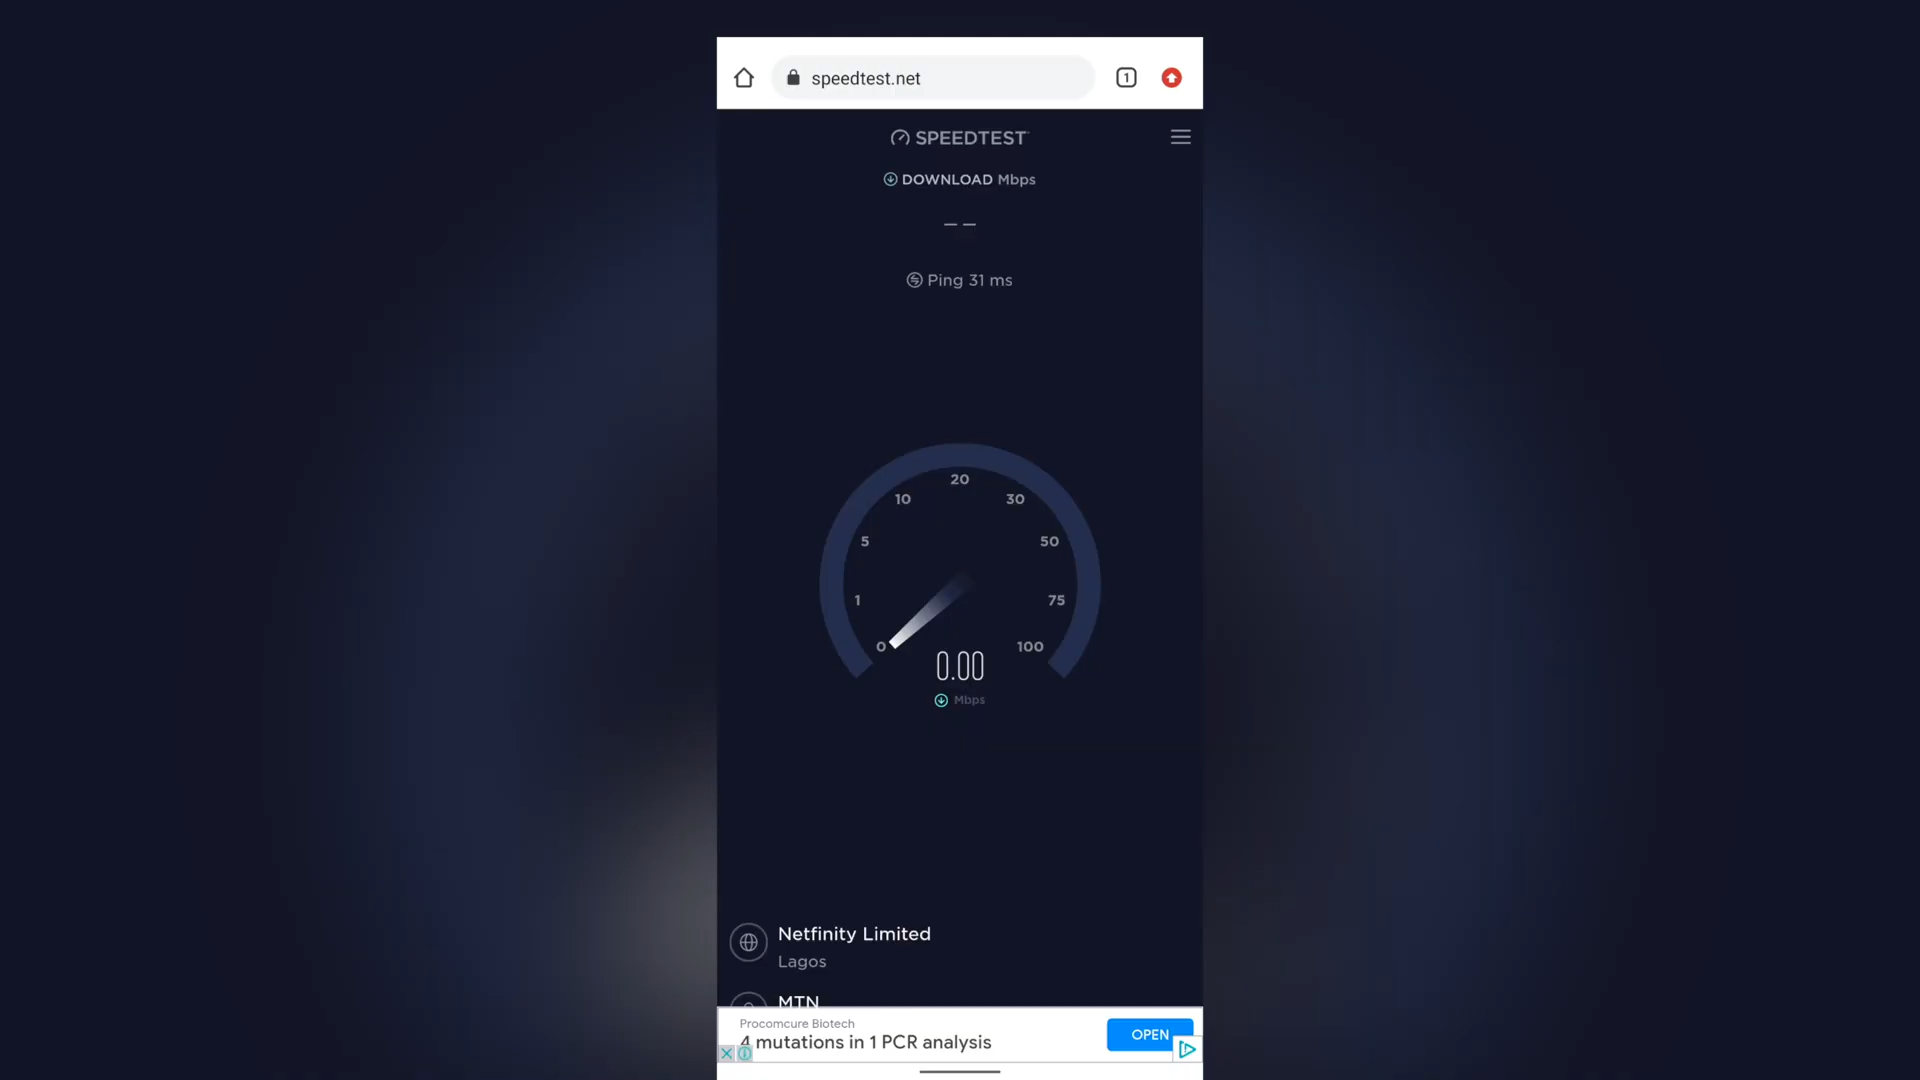 speedtest.net
1
SPEEDTEST
DOWNLOAD Mbps
— —
Ping 31 ms
0
1
5
10
20
30
50
75
100
0.00
Mbps
Netfinity Limited
Lagos
MTN
Procomcure Biotech
4 mutations in 1 PCR analysis
OPEN